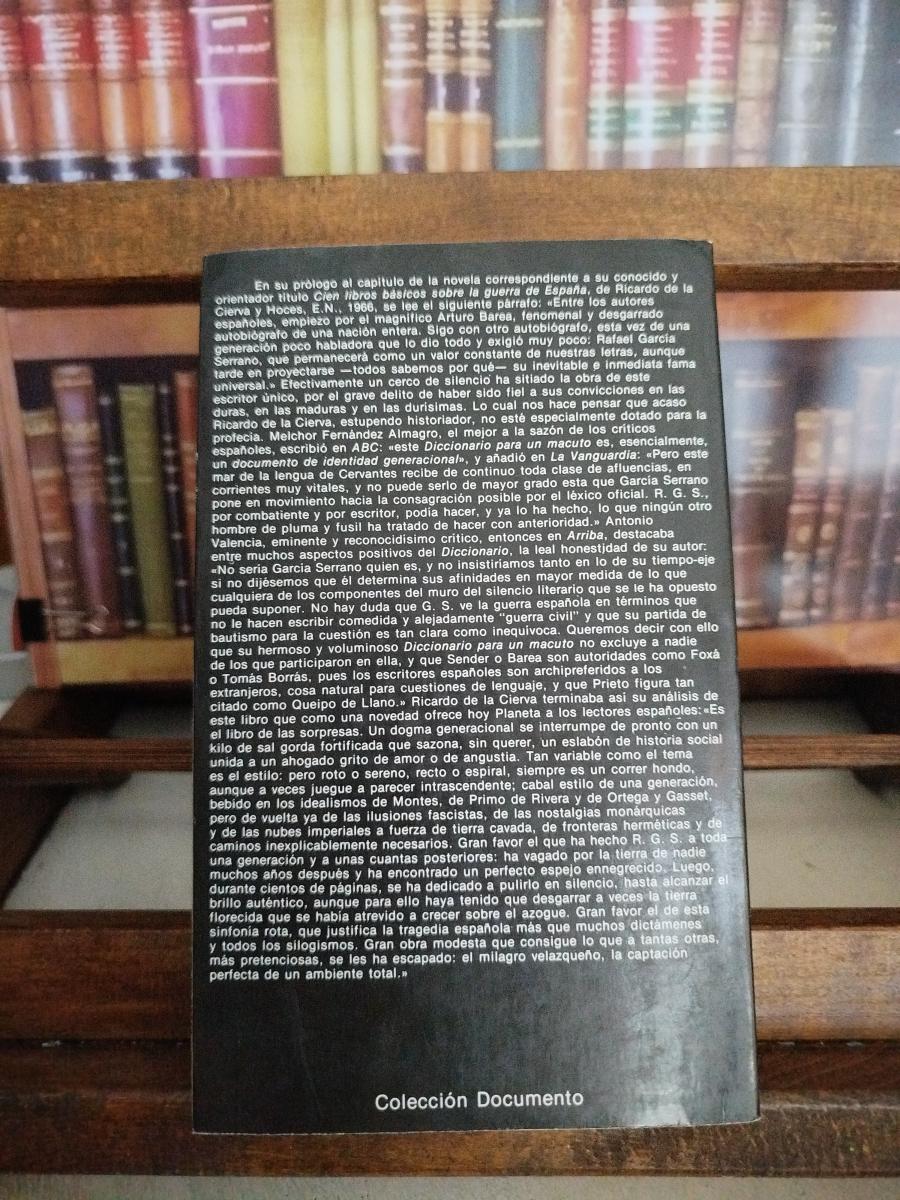 En su prólogo al capítulo de la novela correspondiente a su conocido y
orientador título Cien libros básicos sobre la guerra de España, de Ricardo de la
Cierva y Hoces, E.N., 1966, se lee el siguiente párrafo: «Entre los autores
españoles, empiezo por el magnífico Arturo Barea, fenomenal y desgarrado
autobiógrafo de una nación entera. Sigo con otro autobiógrafo, esta vez de una
generación poco habladora que lo dio todo y exigió muy poco: Rafael García
Serrano, que permanecerá como un valor constante de nuestras letras, aunque
tarde en proyectarse —todos sabemos por qué— su inevitable e inmediata fama
universal.» Efectivamente un cerco de silencio ha sitiado la obra de este
escritor único, por el grave delito de haber sido fiel a sus convicciones en las
duras, en las maduras y en las durísimas. Lo cual nos hace pensar que acaso
Ricardo de la Cierva, estupendo historiador, no esté especialmente dotado para la
profecía. Melchor Fernández Almagro, el mejor a la sazón de los críticos
españoles, escribió en ABC: «este Diccionario para un macuto es, esencialmente,
un documento de identidad generacional», y añadió en La Vanguardia: «Pero este
mar de la lengua de Cervantes recibe de continuo toda clase de afluencias, en
corrientes muy vitales, y no puede serlo de mayor grado esta que García Serrano
pone en movimiento hacia la consagración posible por el léxico oficial. R. G. S.,
por combatiente y por escritor, podía hacer, y ya lo ha hecho, lo que ningún otro
hombre de pluma y fusil ha tratado de hacer con anterioridad.» Antonio
Valencia, eminente y reconocidísimo crítico, entonces en Arriba, destacaba
entre muchos aspectos positivos del Diccionario, la leal honestidad de su autor:
«No sería García Serrano quien es, y no insistiríamos tanto en lo de su tiempo-eje
si no dijésemos que él determina sus afinidades en mayor medida de lo que
cualquiera de los componentes del muro del silencio literario que se le ha opuesto
pueda suponer. No hay duda que G. S. ve la guerra española en términos que
no le hacen escribir comedida y alejadamente "guerra civil" y que su partida de
bautismo para la cuestión es tan clara como inequívoca. Queremos decir con ello
que su hermoso y voluminoso Diccionario para un macuto no excluye a nadie
de los que participaron en ella, y que Sender o Barea son autoridades como Foxá
o Tomás Borrás, pues los escritores españoles son archipreferidos a los
extranjeros, cosa natural para cuestiones de lenguaje, y que Prieto figura tan
citado como Queipo de Llano.» Ricardo de la Cierva terminaba así su análisis de
este libro que como una novedad ofrece hoy Planeta a los lectores españoles: «Es
el libro de las sorpresas. Un dogma generacional se interrumpe de pronto con un
kilo de sal gorda fortificada que sazona, sin querer, un eslabón de historia social
unida a un ahogado grito de amor o de angustia. Tan variable como el tema
es el estilo: pero roto o sereno, recto o espiral, siempre es un correr hondo,
aunque a veces juegue a parecer intrascendente; cabal estilo de una generación,
bebido en los idealismos de Montes, de Primo de Rivera y de Ortega y Gasset,
pero de vuelta ya de las ilusiones fascistas, de las nostalgias monárquicas
y de las nubes imperiales a fuerza de tierra cavada, de fronteras herméticas y de
caminos inexplicablemente necesarios. Gran favor el que ha hecho R. G. S. a toda
una generación y a unas cuantas posteriores: ha vagado por la tierra de nadie
muchos años después y ha encontrado un perfecto espejo ennegrecido. Luego,
durante cientos de páginas, se ha dedicado a pulirlo en silencio, hasta alcanzar el
brillo auténtico, aunque para ello haya tenido que desgarrar a veces la tierra
florecida que se había atrevido a crecer sobre el azogue. Gran favor el de esta
sinfonía rota, que justifica la tragedia española más que muchos dictámenes
y todos los silogismos. Gran obra modesta que consigue lo que a tantas otras,
más pretenciosas, se les ha escapado: el milagro velazqueño, la captación
perfecta de un ambiente total.»
Colección Documento